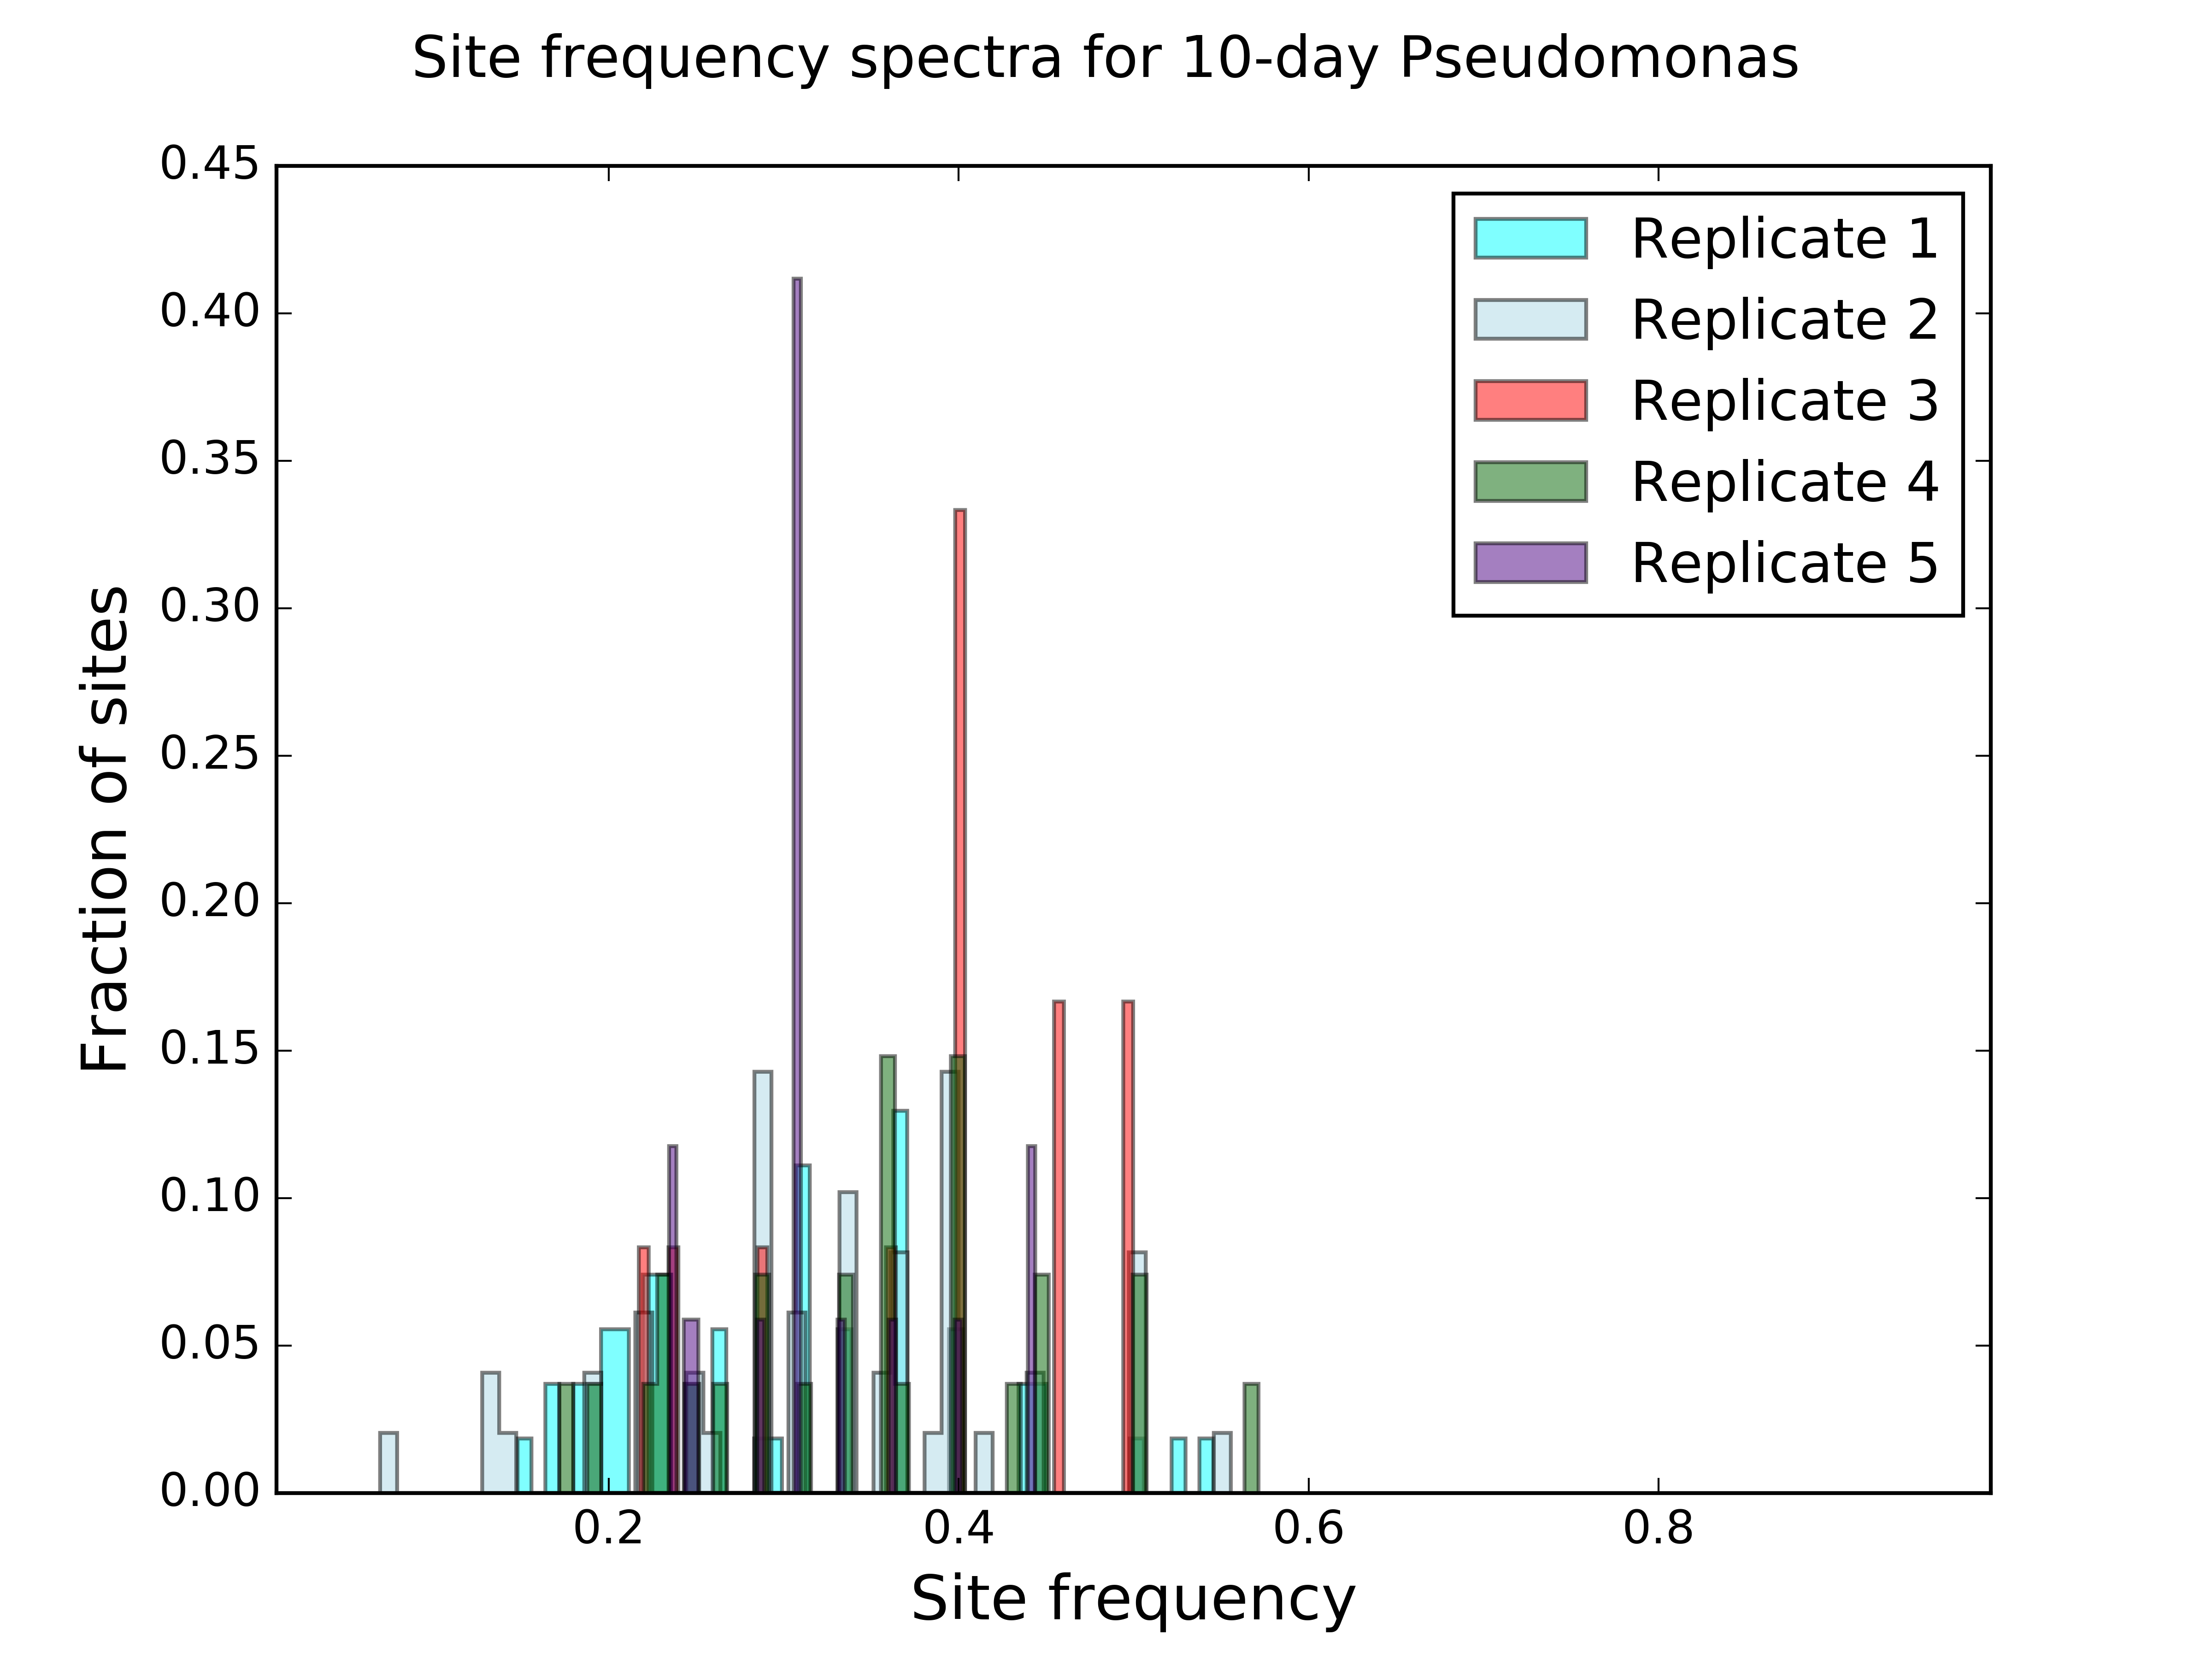 Site frequency spectra for 10-day Pseudomonas
0.45
0.40
0.35
0.30
0.25
0.20
0.15
0.10
0.05
0.00
Fraction of sites
Replicate 1
Replicate 2
Replicate 3
Replicate 4
Replicate 5
0.2 0.4 0.6 0.8
Site frequency